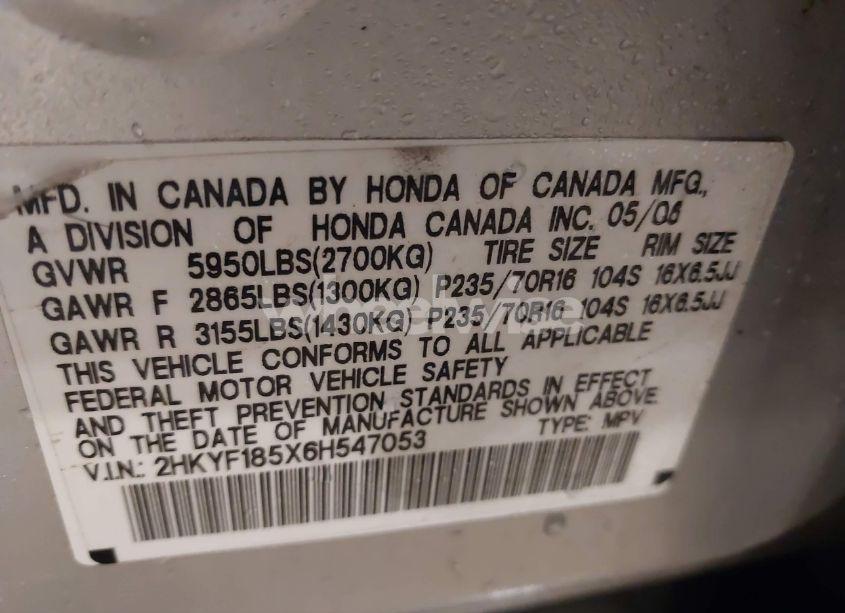 MFD. IN CANADA BY HONDA OF CANADA MFG.,
A DIVISION OF HONDA CANADA INC. 05/06
GVWR 5950LBS(2700KG) TIRE SIZE RIM SIZE
GAWR F 2865LBS(1300KG) P235/70R16 104S 16X6.5JJ
GAWR R 3155LBS(1430KG) P235/70R16 104S 16X6.5JJ
THIS VEHICLE CONFORMS TO ALL APPLICABLE
FEDERAL MOTOR VEHICLE SAFETY
AND THEFT PREVENTION STANDARDS IN EFFECT
ON THE DATE OF MANUFACTURE SHOWN ABOVE
V.I.N.: 2HKYF185X6H547053 TYPE: MPV